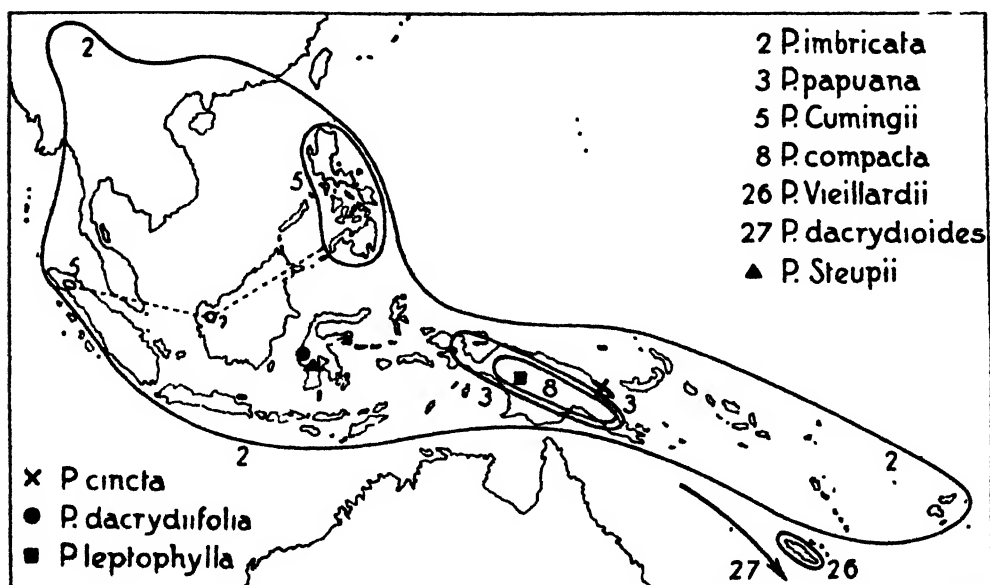 2 P. imbricata
3 P. papuana
5 P. Cumingii
8 P. compacta
26 P. Vieillardii
27 P. dacrydioides
▲ P. Steupii
2
5
5
?
3
8
3
2
2
× P cincta
● P. dacrydiifolia
■ P leptophylla
27
26